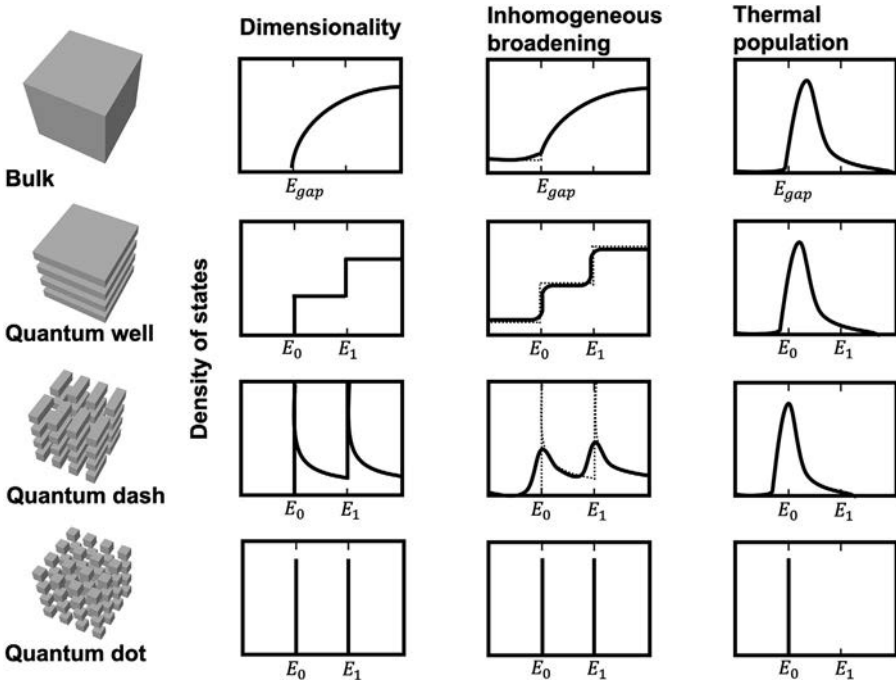 Dimensionality
Inhomogeneous
broadening
Thermal
population
Bulk
Quantum well
Quantum dash
Quantum dot
Density of states
E_gap
E_gap
E_gap
E_0 E_1
E_0 E_1
E_0 E_1
E_0 E_1
E_0 E_1
E_0 E_1
E_0 E_1
E_0 E_1
E_0 E_1